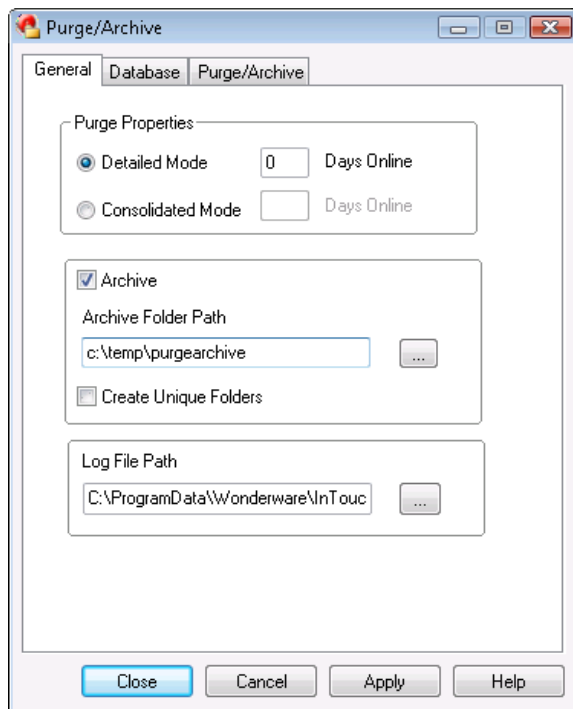 Purge/Archive
General Database Purge/Archive
Purge Properties
Detailed Mode 0 Days Online
Consolidated Mode Days Online
Archive
Archive Folder Path
c:\temp\purgearchive ...
Create Unique Folders
Log File Path
C:\ProgramData\Wonderware\InTouc ...
Close Cancel Apply Help